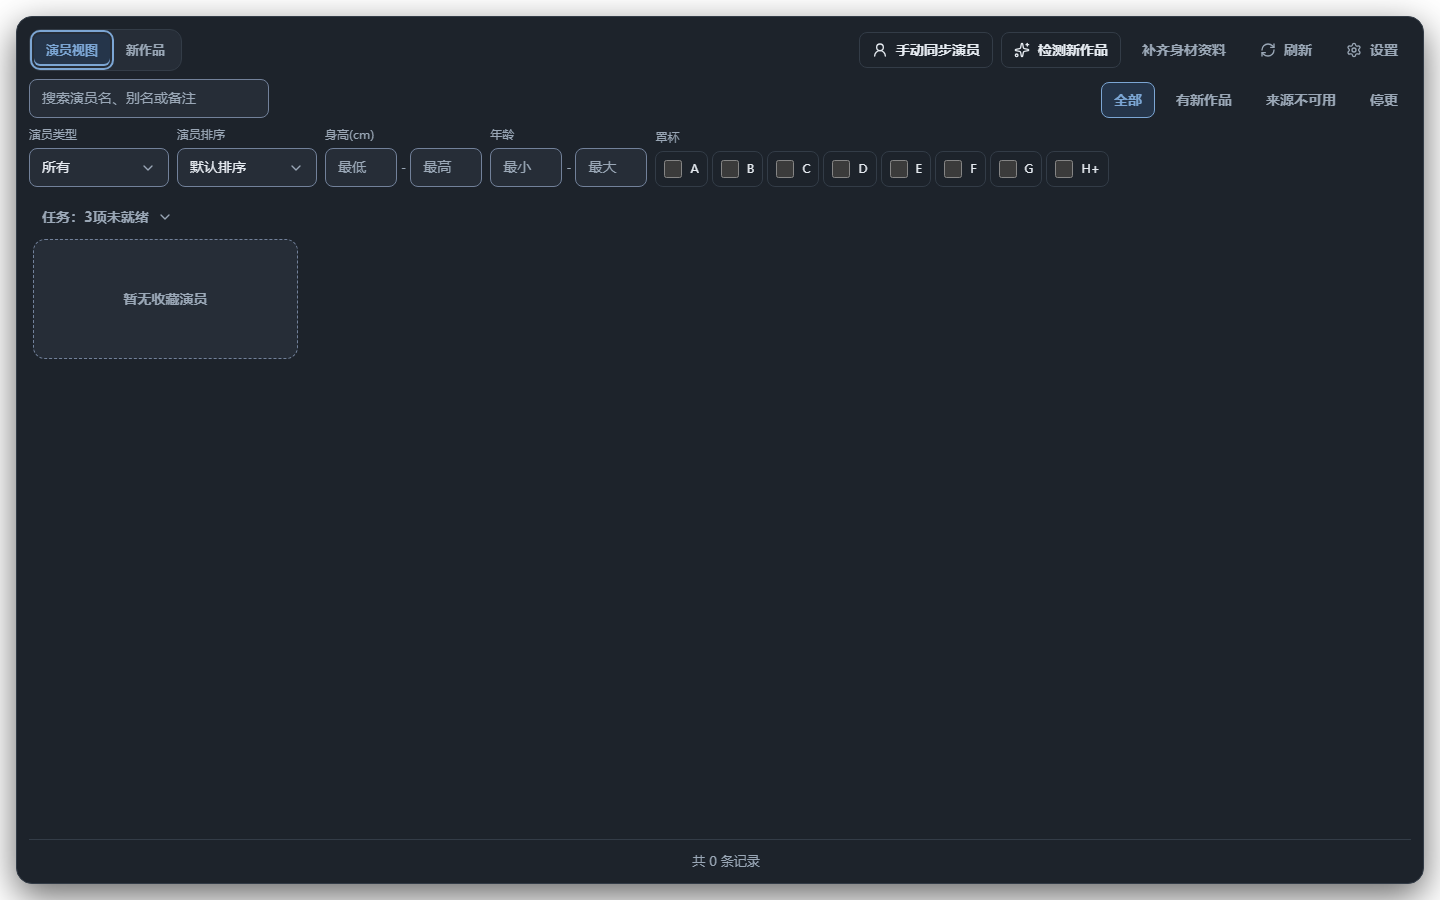 演员视图 新作品 手动同步演员 检测新作品 补齐身材资料 刷新 设置
搜索演员名、别名或备注 全部 有新作品 来源不可用 停更
演员类型 演员排序 身高(cm) 年龄 罩杯
所有 默认排序 最低 - 最高 最小 - 最大 A B C D E F G H+
任务：3项未就绪
暂无收藏演员
共 0 条记录